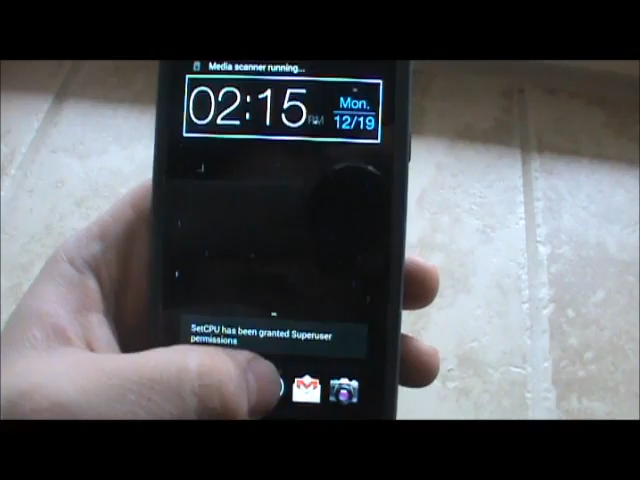 Media scanner running...
02:15 PM
Mon.
12/19
SetCPU has been granted Superuser
permissions